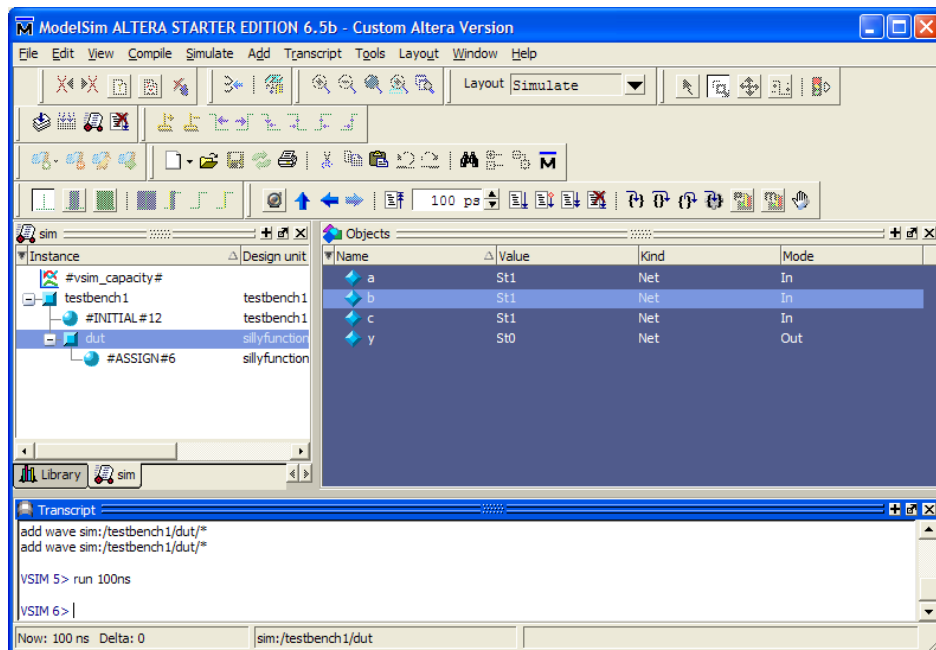 ModelSim ALTERA STARTER EDITION 6.5b - Custom Altera Version
File Edit View Compile Simulate Add Transcript Tools Layout Window Help
Layout Simulate
100 ps
sim
Instance Design unit
#vsim_capacity#
testbench1 testbench1
#INITIAL#12 testbench1
dut sillyfunction
#ASSIGN#6 sillyfunction
Library sim
Objects
Name Value Kind Mode
a St1 Net In
b St1 Net In
c St1 Net In
y St0 Net Out
Transcript
add wave sim:/testbench1/dut/*
add wave sim:/testbench1/dut/*
VSIM 5> run 100ns
VSIM 6>
Now: 100 ns Delta: 0 sim:/testbench1/dut